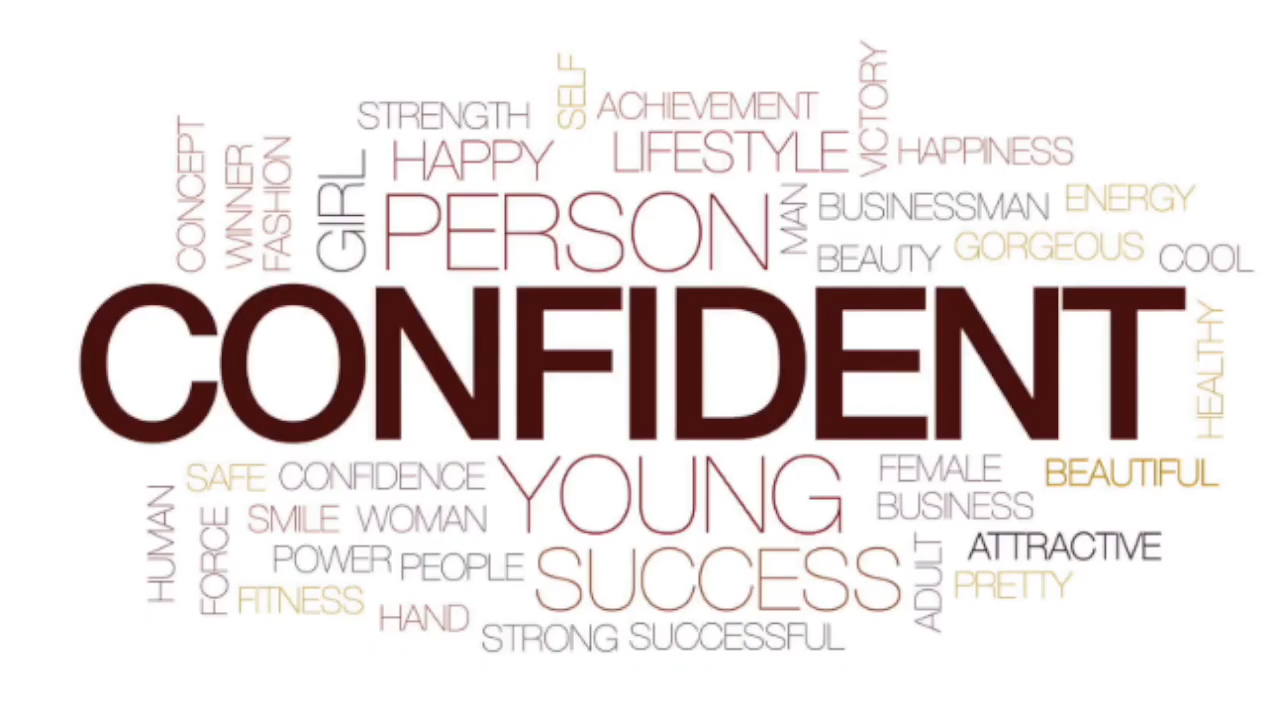 SELF
VICTORY
STRENGTH
ACHIEVEMENT
CONCEPT
WINNER
FASHION
GIRL
HAPPY
LIFESTYLE
HAPPINESS
PERSON
MAN
BUSINESSMAN
ENERGY
BEAUTY
GORGEOUS
COOL
CONFIDENT
HEALTHY
SAFE
CONFIDENCE
YOUNG
FEMALE
BEAUTIFUL
HUMAN
FORCE
SMILE
WOMAN
BUSINESS
POWER
PEOPLE
SUCCESS
ADULT
ATTRACTIVE
PRETTY
FITNESS
HAND
STRONG
SUCCESSFUL